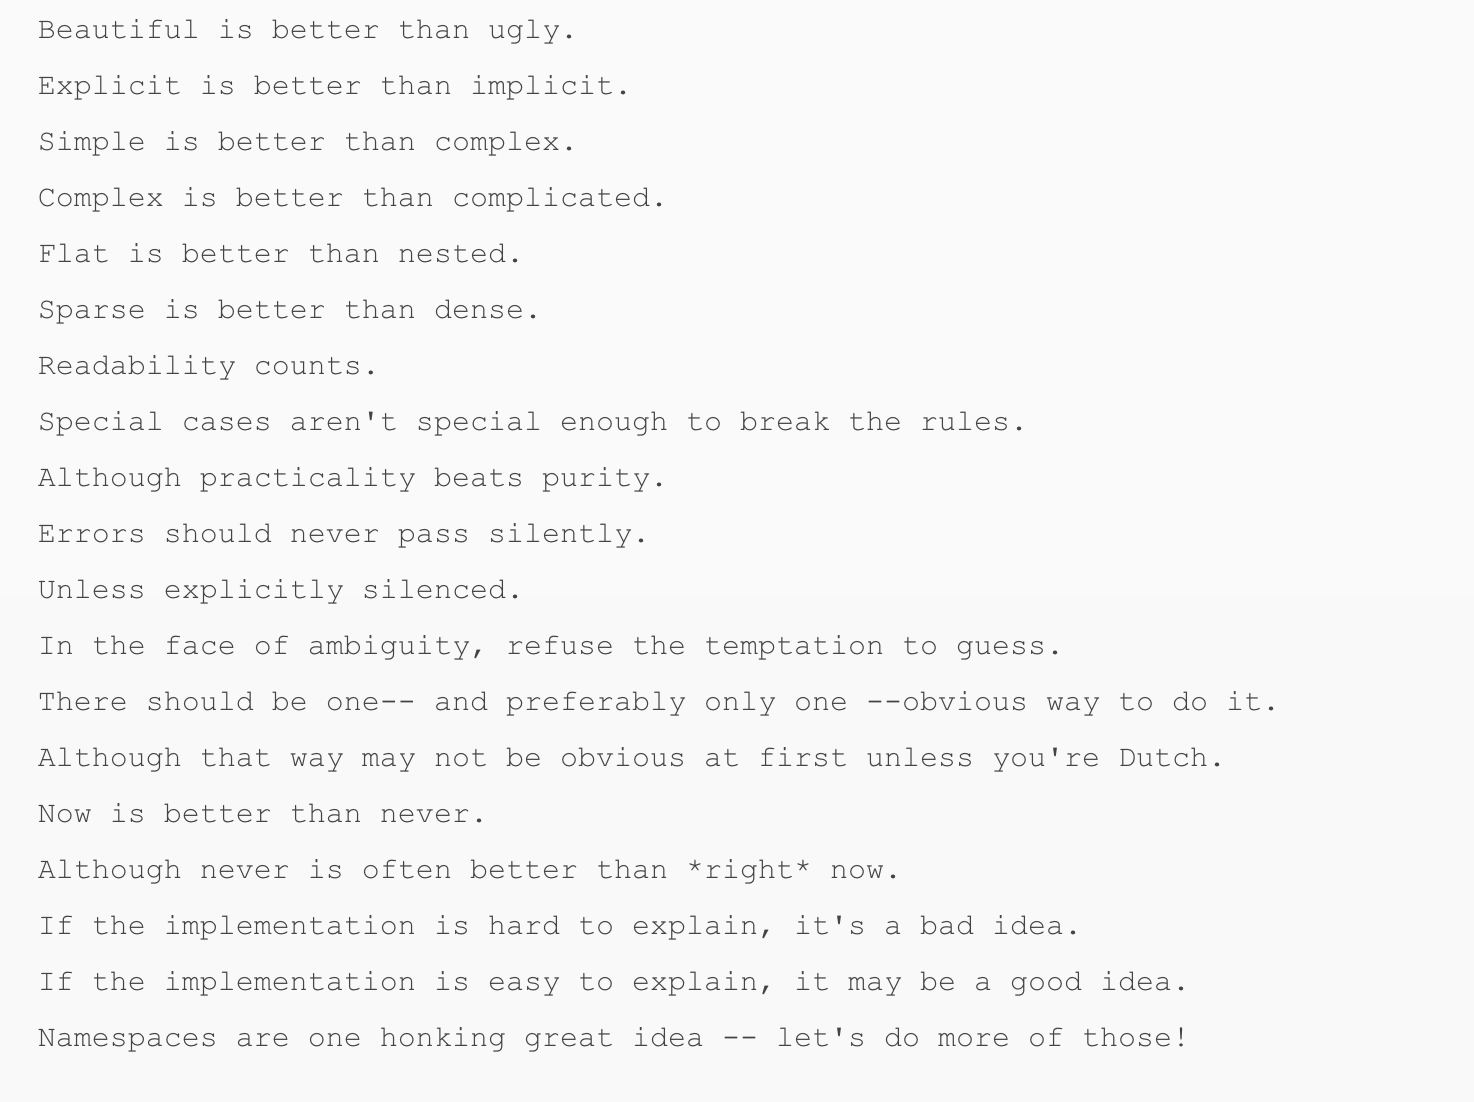 Beautiful is better than ugly.
Explicit is better than implicit.
Simple is better than complex.
Complex is better than complicated.
Flat is better than nested.
Sparse is better than dense.
Readability counts.
Special cases aren't special enough to break the rules.
Although practicality beats purity.
Errors should never pass silently.
Unless explicitly silenced.
In the face of ambiguity, refuse the temptation to guess.
There should be one-- and preferably only one --obvious way to do it.
Although that way may not be obvious at first unless you're Dutch.
Now is better than never.
Although never is often better than *right* now.
If the implementation is hard to explain, it's a bad idea.
If the implementation is easy to explain, it may be a good idea.
Namespaces are one honking great idea -- let's do more of those!